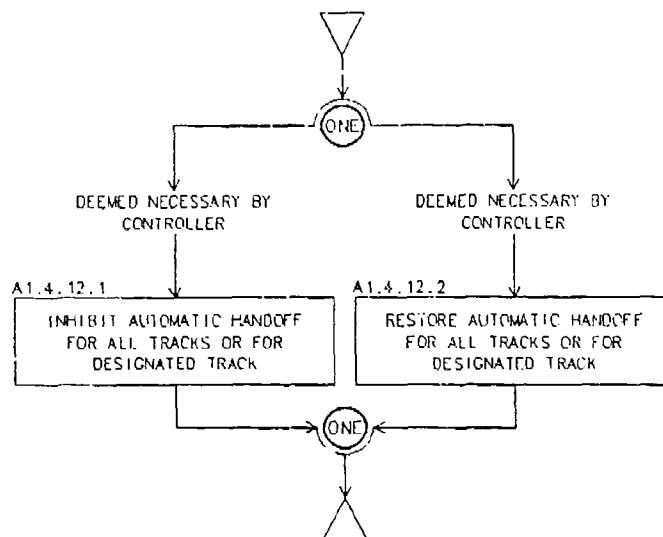 ONE
DEEMED NECESSARY BY
CONTROLLER
DEEMED NECESSARY BY
CONTROLLER
A1.4.12.1
INHIBIT AUTOMATIC HANDOFF
FOR ALL TRACKS OR FOR
DESIGNATED TRACK
A1.4.12.2
RESTORE AUTOMATIC HANDOFF
FOR ALL TRACKS OR FOR
DESIGNATED TRACK
ONE